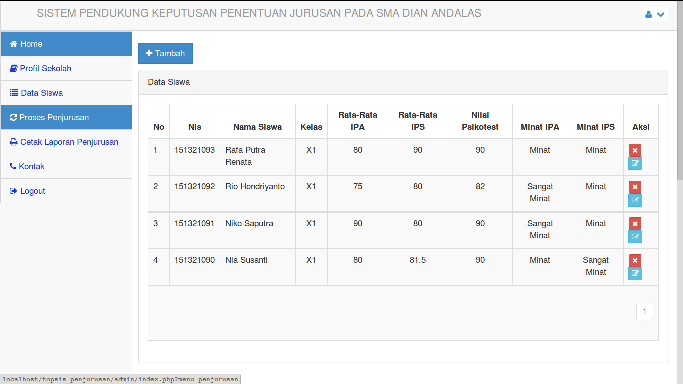 SISTEM PENDUKUNG KEPUTUSAN PENENTUAN JURUSAN PADA SMA DIAN ANDALAS
Home
Profil Sekolah
Data Siswa
Proses Penjurusan
Cetak Laporan Penjurusan
Kontak
Logout
Tambah
Data Siswa
No Nis Nama Siswa Kelas Rata-Rata IPA Rata-Rata IPS Nilai Psikotest Minat IPA Minat IPS Aksi
1 151321093 Rafa Putra Renata X1 80 90 90 Minat Minat
2 151321092 Rio Hendriyanto X1 75 80 82 Sangat Minat Minat
3 151321091 Niko Saputra X1 90 80 90 Sangat Minat Minat
4 151321090 Nia Susanti X1 80 81.5 90 Minat Sangat Minat
1
localhost/topsis_penjurusan/admin/index.php?menu_penjurusan